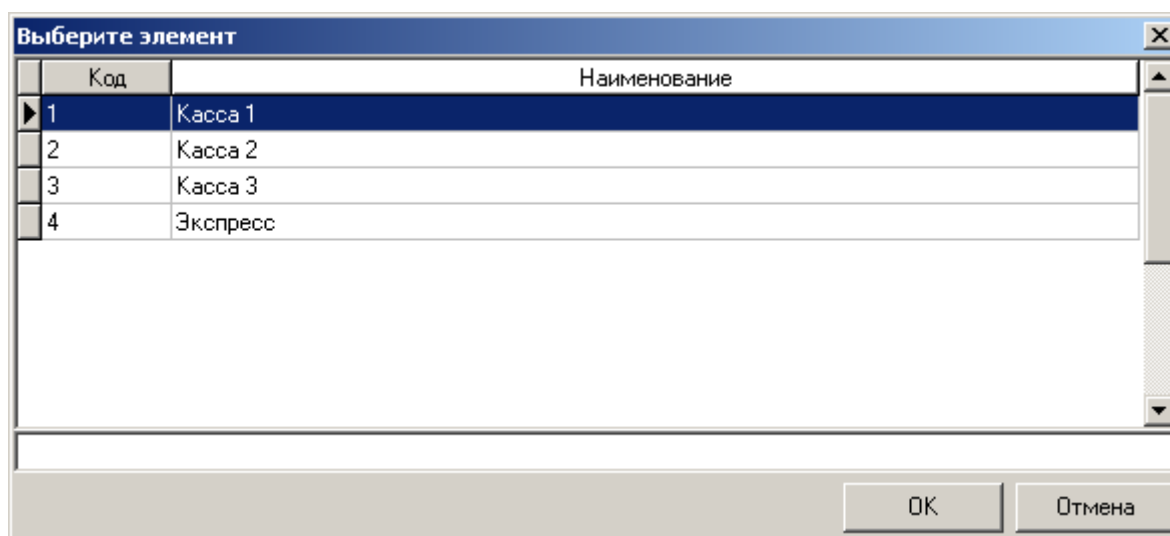 Выберите элемент
Код Наименование
1 Касса 1
2 Касса 2
3 Касса 3
4 Экспресс
OK Отмена